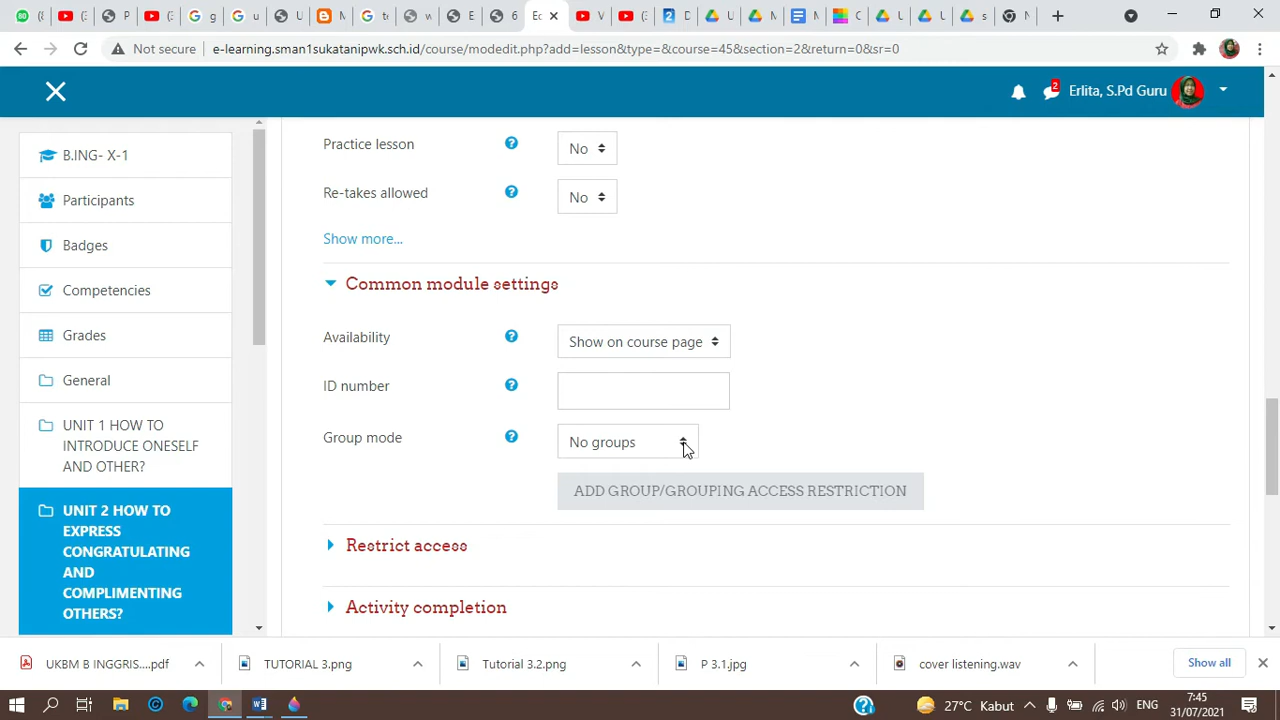 Ec
Not secure
e-learning.sman1sukatanipwk.sch.id/course/modedit.php?add=lesson&type=&course=45&section=2&return=0&sr=0
2
Erlita, S.Pd Guru
B.ING- X-1
Participants
Badges
Competencies
Grades
General
UNIT 1 HOW TO
INTRODUCE ONESELF
AND OTHER?
UNIT 2 HOW TO
EXPRESS
CONGRATULATING
AND
COMPLIMENTING
OTHERS?
Practice lesson
No
Re-takes allowed
No
Show more...
Common module settings
Availability
Show on course page
ID number
Group mode
No groups
ADD GROUP/GROUPING ACCESS RESTRICTION
Restrict access
Activity completion
UKBM B INGGRIS....pdf
TUTORIAL 3.png
Tutorial 3.2.png
P 3.1.jpg
cover listening.wav
Show all
27°C Kabut
7:45
31/07/2021